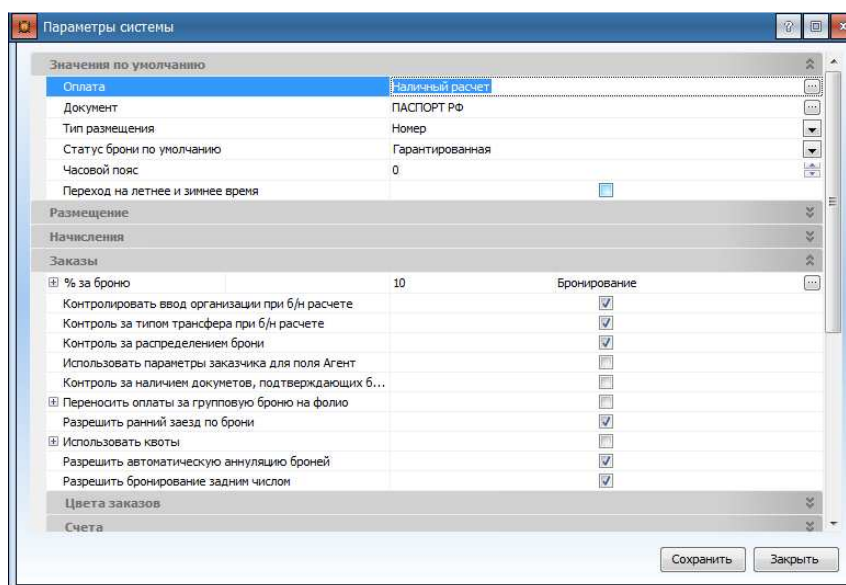 Параметры системы
Значения по умолчанию
Оплата Наличный расчет
Документ ПАСПОРТ РФ
Тип размещения Номер
Статус брони по умолчанию Гарантированная
Часовой пояс 0
Переход на летнее и зимнее время
Размещение
Начисления
Заказы
% за броню 10 Бронирование
Контролировать ввод организации при б/н расчете
Контроль за типом трансфера при б/н расчете
Контроль за распределением брони
Использовать параметры заказчика для поля Агент
Контроль за наличием докуметов, подтверждающих б...
Переносить оплаты за групповую броню на фолио
Разрешить ранний заезд по брони
Использовать квоты
Разрешить автоматическую аннуляцию броней
Разрешить бронирование задним числом
Цвета заказов
Счета
Сохранить Закрыть